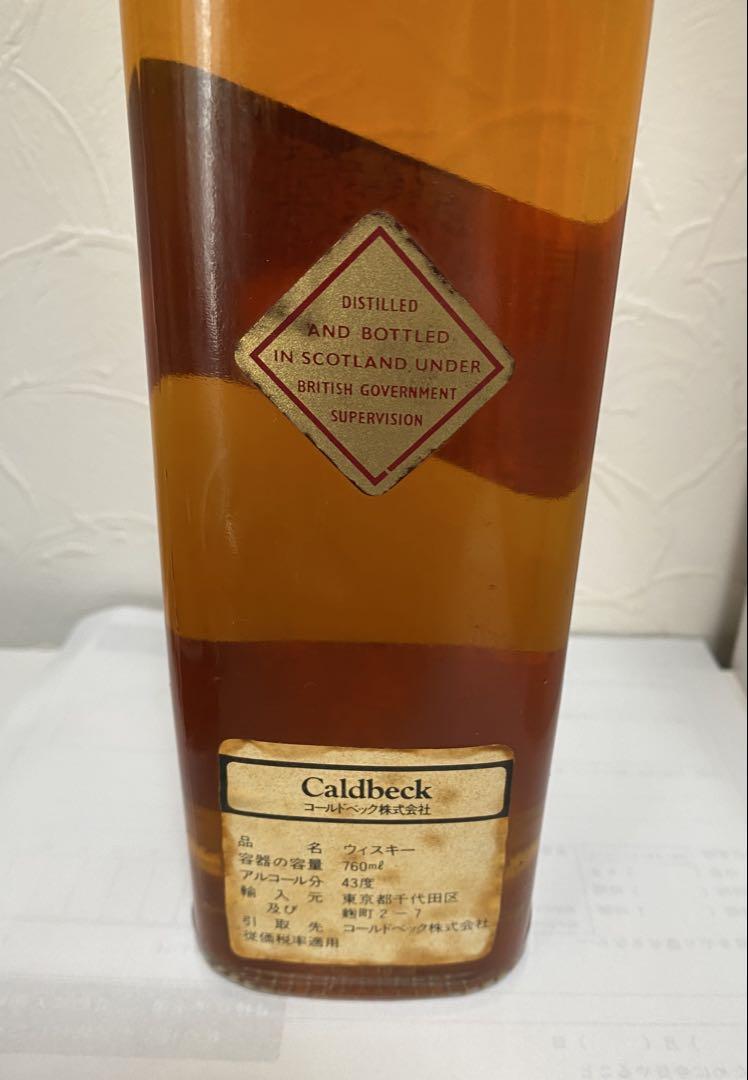 DISTILLED
AND BOTTLED
IN SCOTLAND, UNDER
BRITISH GOVERNMENT
SUPERVISION
Caldbeck
コールドベック株式会社
品 名 ウィスキー
容器の容量 760ml
アルコール分 43度
輸入元 東京都千代田区
及び 麹町2-7
引取先 コールドベック株式会社
従価税率適用